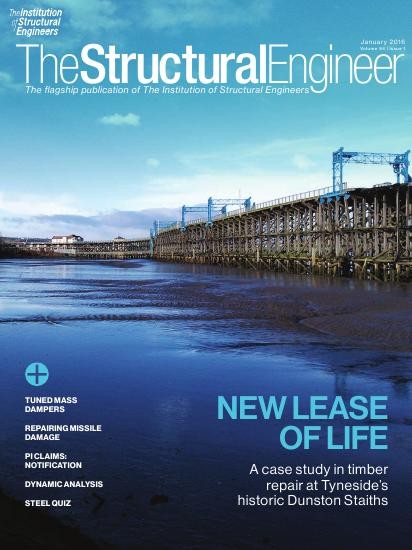 The Institution
of Structural
Engineers
January 2016
Volume 94 | Issue 1
TheStructuralEngineer
The flagship publication of The Institution of Structural Engineers
TUNED MASS
DAMPERS
REPAIRING MISSILE
DAMAGE
PI CLAIMS:
NOTIFICATION
DYNAMIC ANALYSIS
STEEL QUIZ
NEW LEASE
OF LIFE
A case study in timber
repair at Tyneside's
historic Dunston Staiths